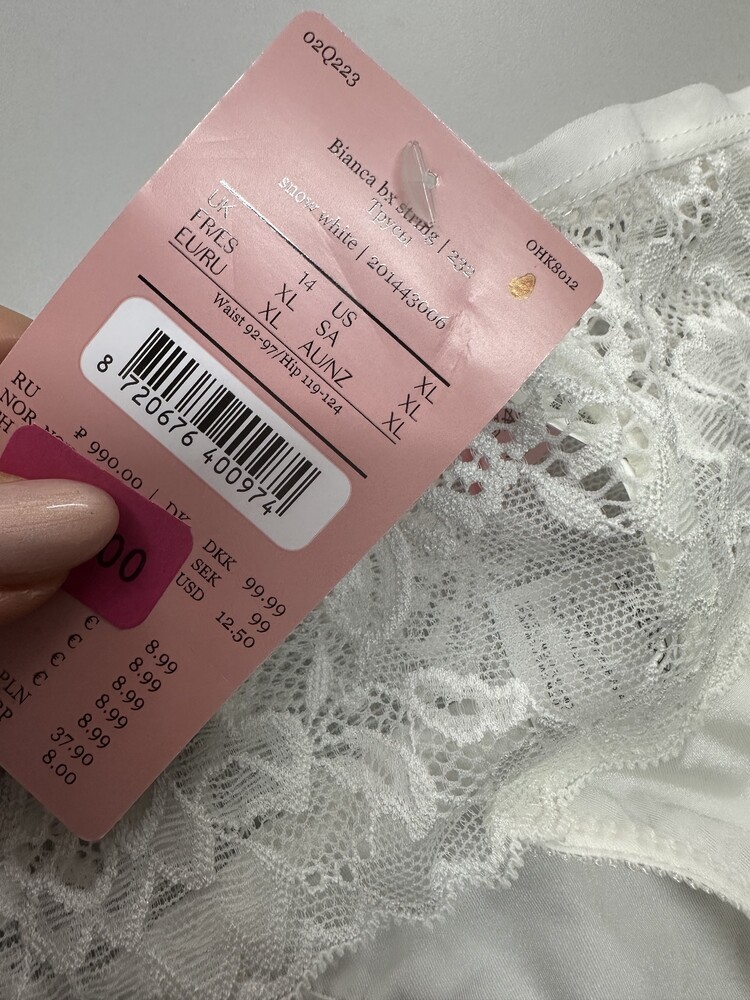 02Q223
Bianca bx string | 232
Трусы
snow white | 201443006
OHK8012
UK 14 US XL
FR/ES XL SA XL
EU/RU XL AU/NZ XL
Waist 92-97/Hip 119-124
8 720676 400974
RU ₽ 990.00 |
NOR
DKK 99.99
SEK 99
USD 12.50
00
€ 8.99
€ 8.99
€ 8.99
€ 8.99
PLN 37.90
8.00